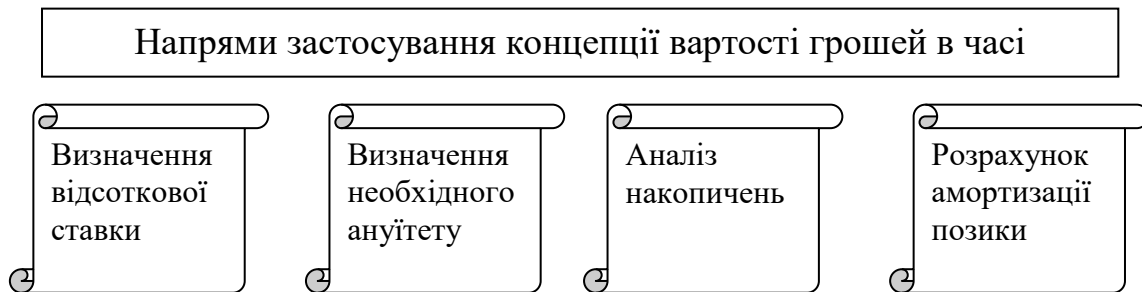 Напрями застосування концепції вартості грошей в часі
Визначення
відсоткової
ставки
Визначення
необхідного
ануїтету
Аналіз
накопичень
Розрахунок
амортизації
позики